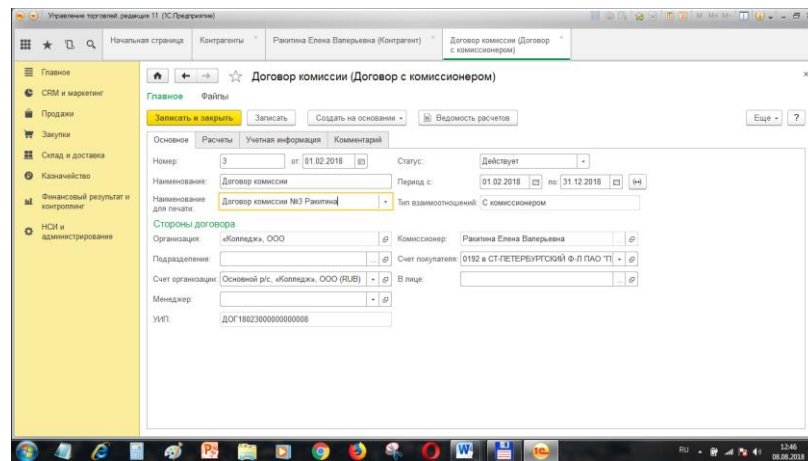 Управление торговлей, редакция 11 (1С:Предприятие)
M M+ M-
Начальная страница
Контрагенты
Ракитина Елена Валерьевна (Контрагент)
Договор комиссии (Договор
с комиссионером)
Главное
CRM и маркетинг
Продажи
Закупки
Склад и доставка
Казначейство
Финансовый результат и
контроллинг
НСИ и
администрирование
Договор комиссии (Договор с комиссионером)
Главное Файлы
Записать и закрыть Записать Создать на основании Ведомость расчетов Еще ?
Основное Расчеты Учетная информация Комментарий
Номер: 3 от: 01.02.2018 Статус: Действует
Наименование: Договор комиссии Период с: 01.02.2018 по: 31.12.2018
Наименование
для печати: Договор комиссии №3 Ракитина Тип взаимоотношений: С комиссионером
Стороны договора
Организация: «Колледж», ООО Комиссионер: Ракитина Елена Валерьевна
Подразделение: Счет покупателя: 0192 в СТ-ПЕТЕРБУРГСКИЙ Ф-Л ПАО "П
Счет организации: Основной р/с, «Колледж», ООО (RUB) В лице:
Менеджер:
УИП: ДОГ18023000000000008
RU
12:46
08.08.2018